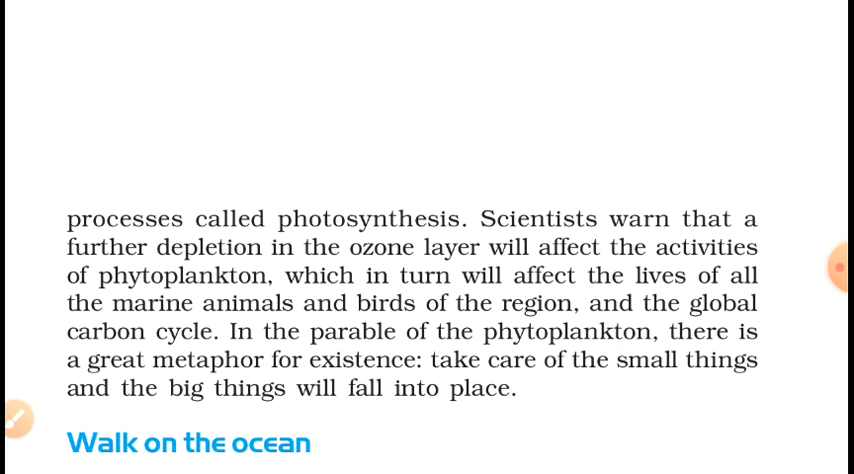 processes called photosynthesis. Scientists warn that a
further depletion in the ozone layer will affect the activities
of phytoplankton, which in turn will affect the lives of all
the marine animals and birds of the region, and the global
carbon cycle. In the parable of the phytoplankton, there is
a great metaphor for existence: take care of the small things
and the big things will fall into place.
Walk on the ocean